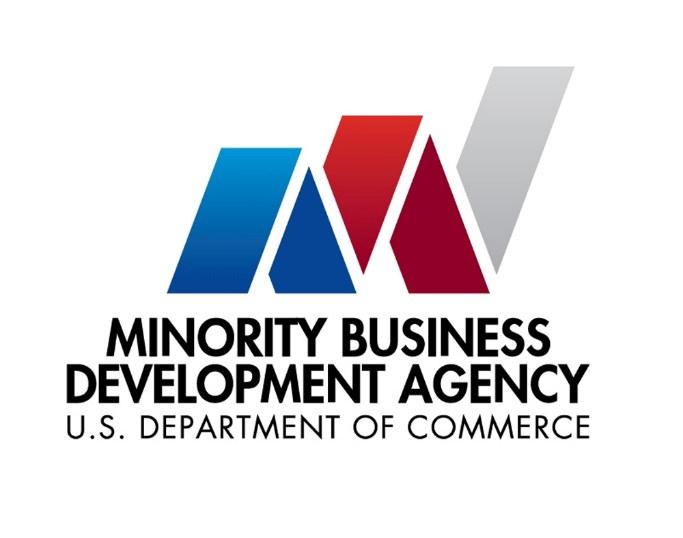 MINORITY BUSINESS
DEVELOPMENT AGENCY
U.S. DEPARTMENT OF COMMERCE